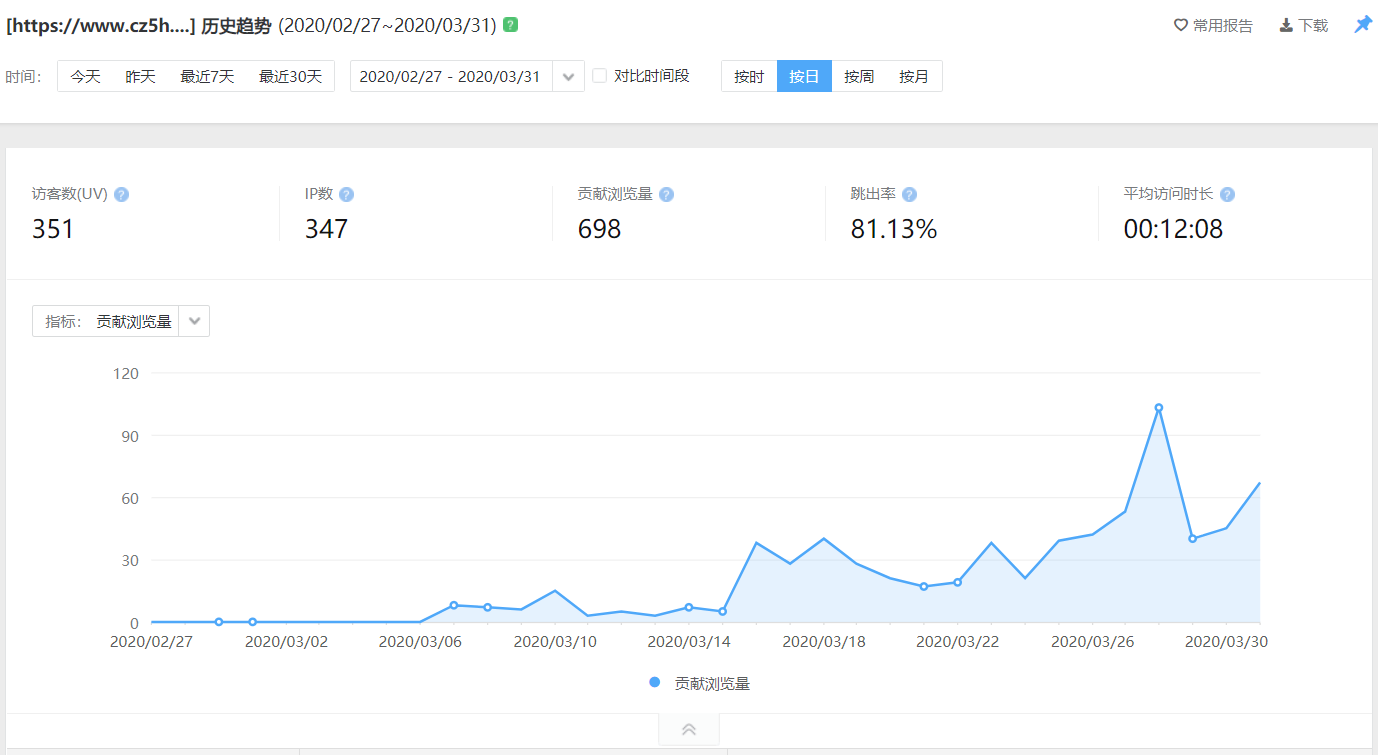 [https://www.cz5h....] 历史趋势 (2020/02/27~2020/03/31) ?
常用报告 下载
时间： 今天 昨天 最近7天 最近30天 2020/02/27 - 2020/03/31 对比时间段 按时 按日 按周 按月
访客数(UV) ? IP数 ? 贡献浏览量 ? 跳出率 ? 平均访问时长 ?
351 347 698 81.13% 00:12:08
指标： 贡献浏览量
120
90
60
30
0
2020/02/27 2020/03/02 2020/03/06 2020/03/10 2020/03/14 2020/03/18 2020/03/22 2020/03/26 2020/03/30
贡献浏览量